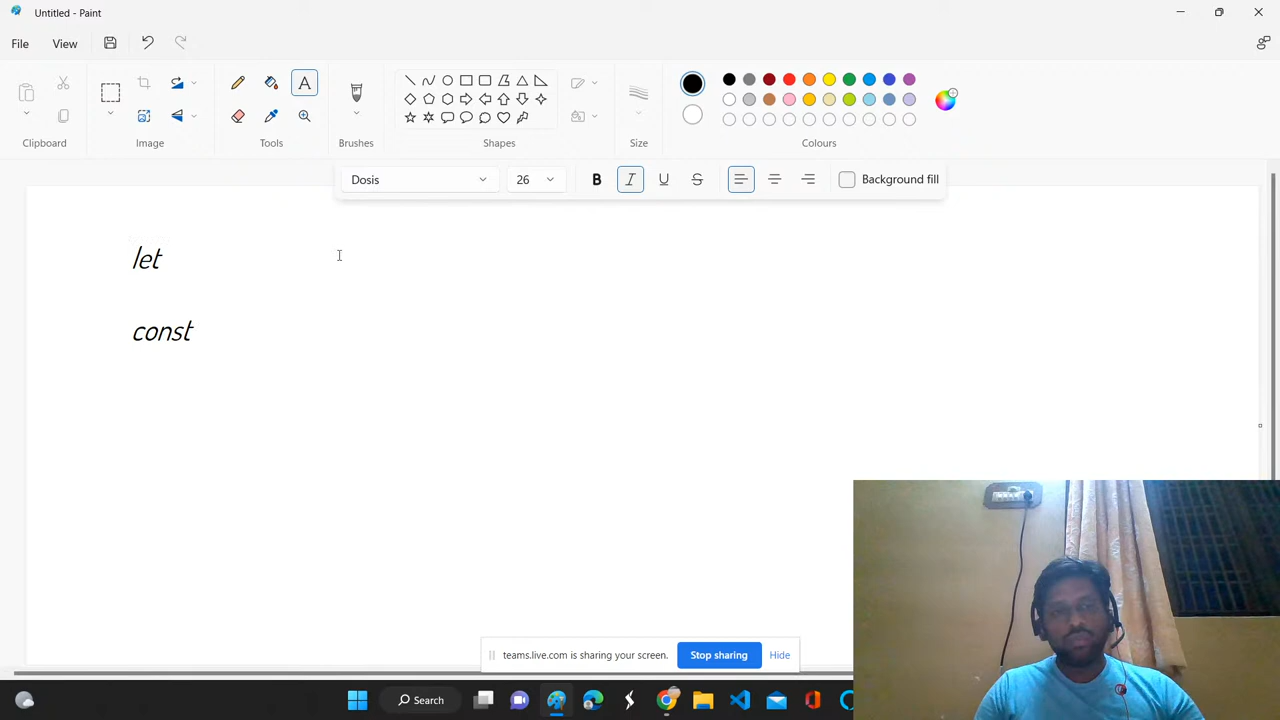 Untitled - Paint
File
View
Clipboard
Image
Tools
Brushes
Shapes
Size
Colours
Dosis
26
B
I
U
S
Background fill
let
const
teams.live.com is sharing your screen.
Stop sharing
Hide
Search